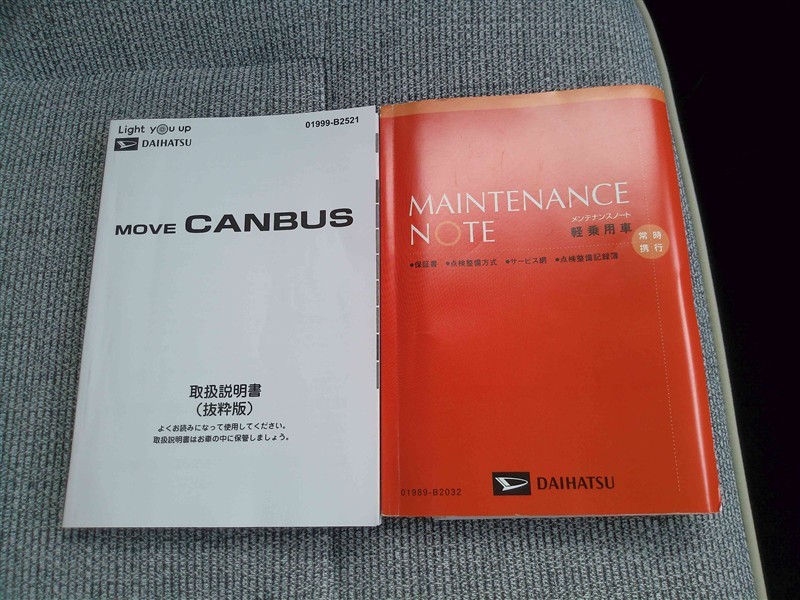 Light you up
01999-B2521
DAIHATSU
MOVE CANBUS
取扱説明書
(抜粋版)
よくお読みになって使用してください。
取扱説明書はお車の中に保管しましょう。
MAINTENANCE
NOTE
メンテナンスノート
軽乗用車
常時
携行
●保証書 ●点検整備方式 ●サービス網 ●点検整備記録簿
01989-B2032
DAIHATSU